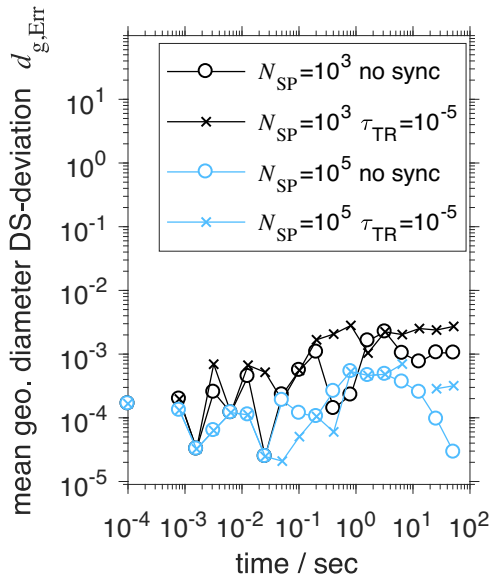 mean geo. diameter DS-deviation d_g,Err
10^1
10^0
10^-1
10^-2
10^-3
10^-4
10^-5
N_SP=10^3 no sync
N_SP=10^3 τ_TR=10^-5
N_SP=10^5 no sync
N_SP=10^5 τ_TR=10^-5
10^-4 10^-3 10^-2 10^-1 10^0 10^1 10^2
time / sec